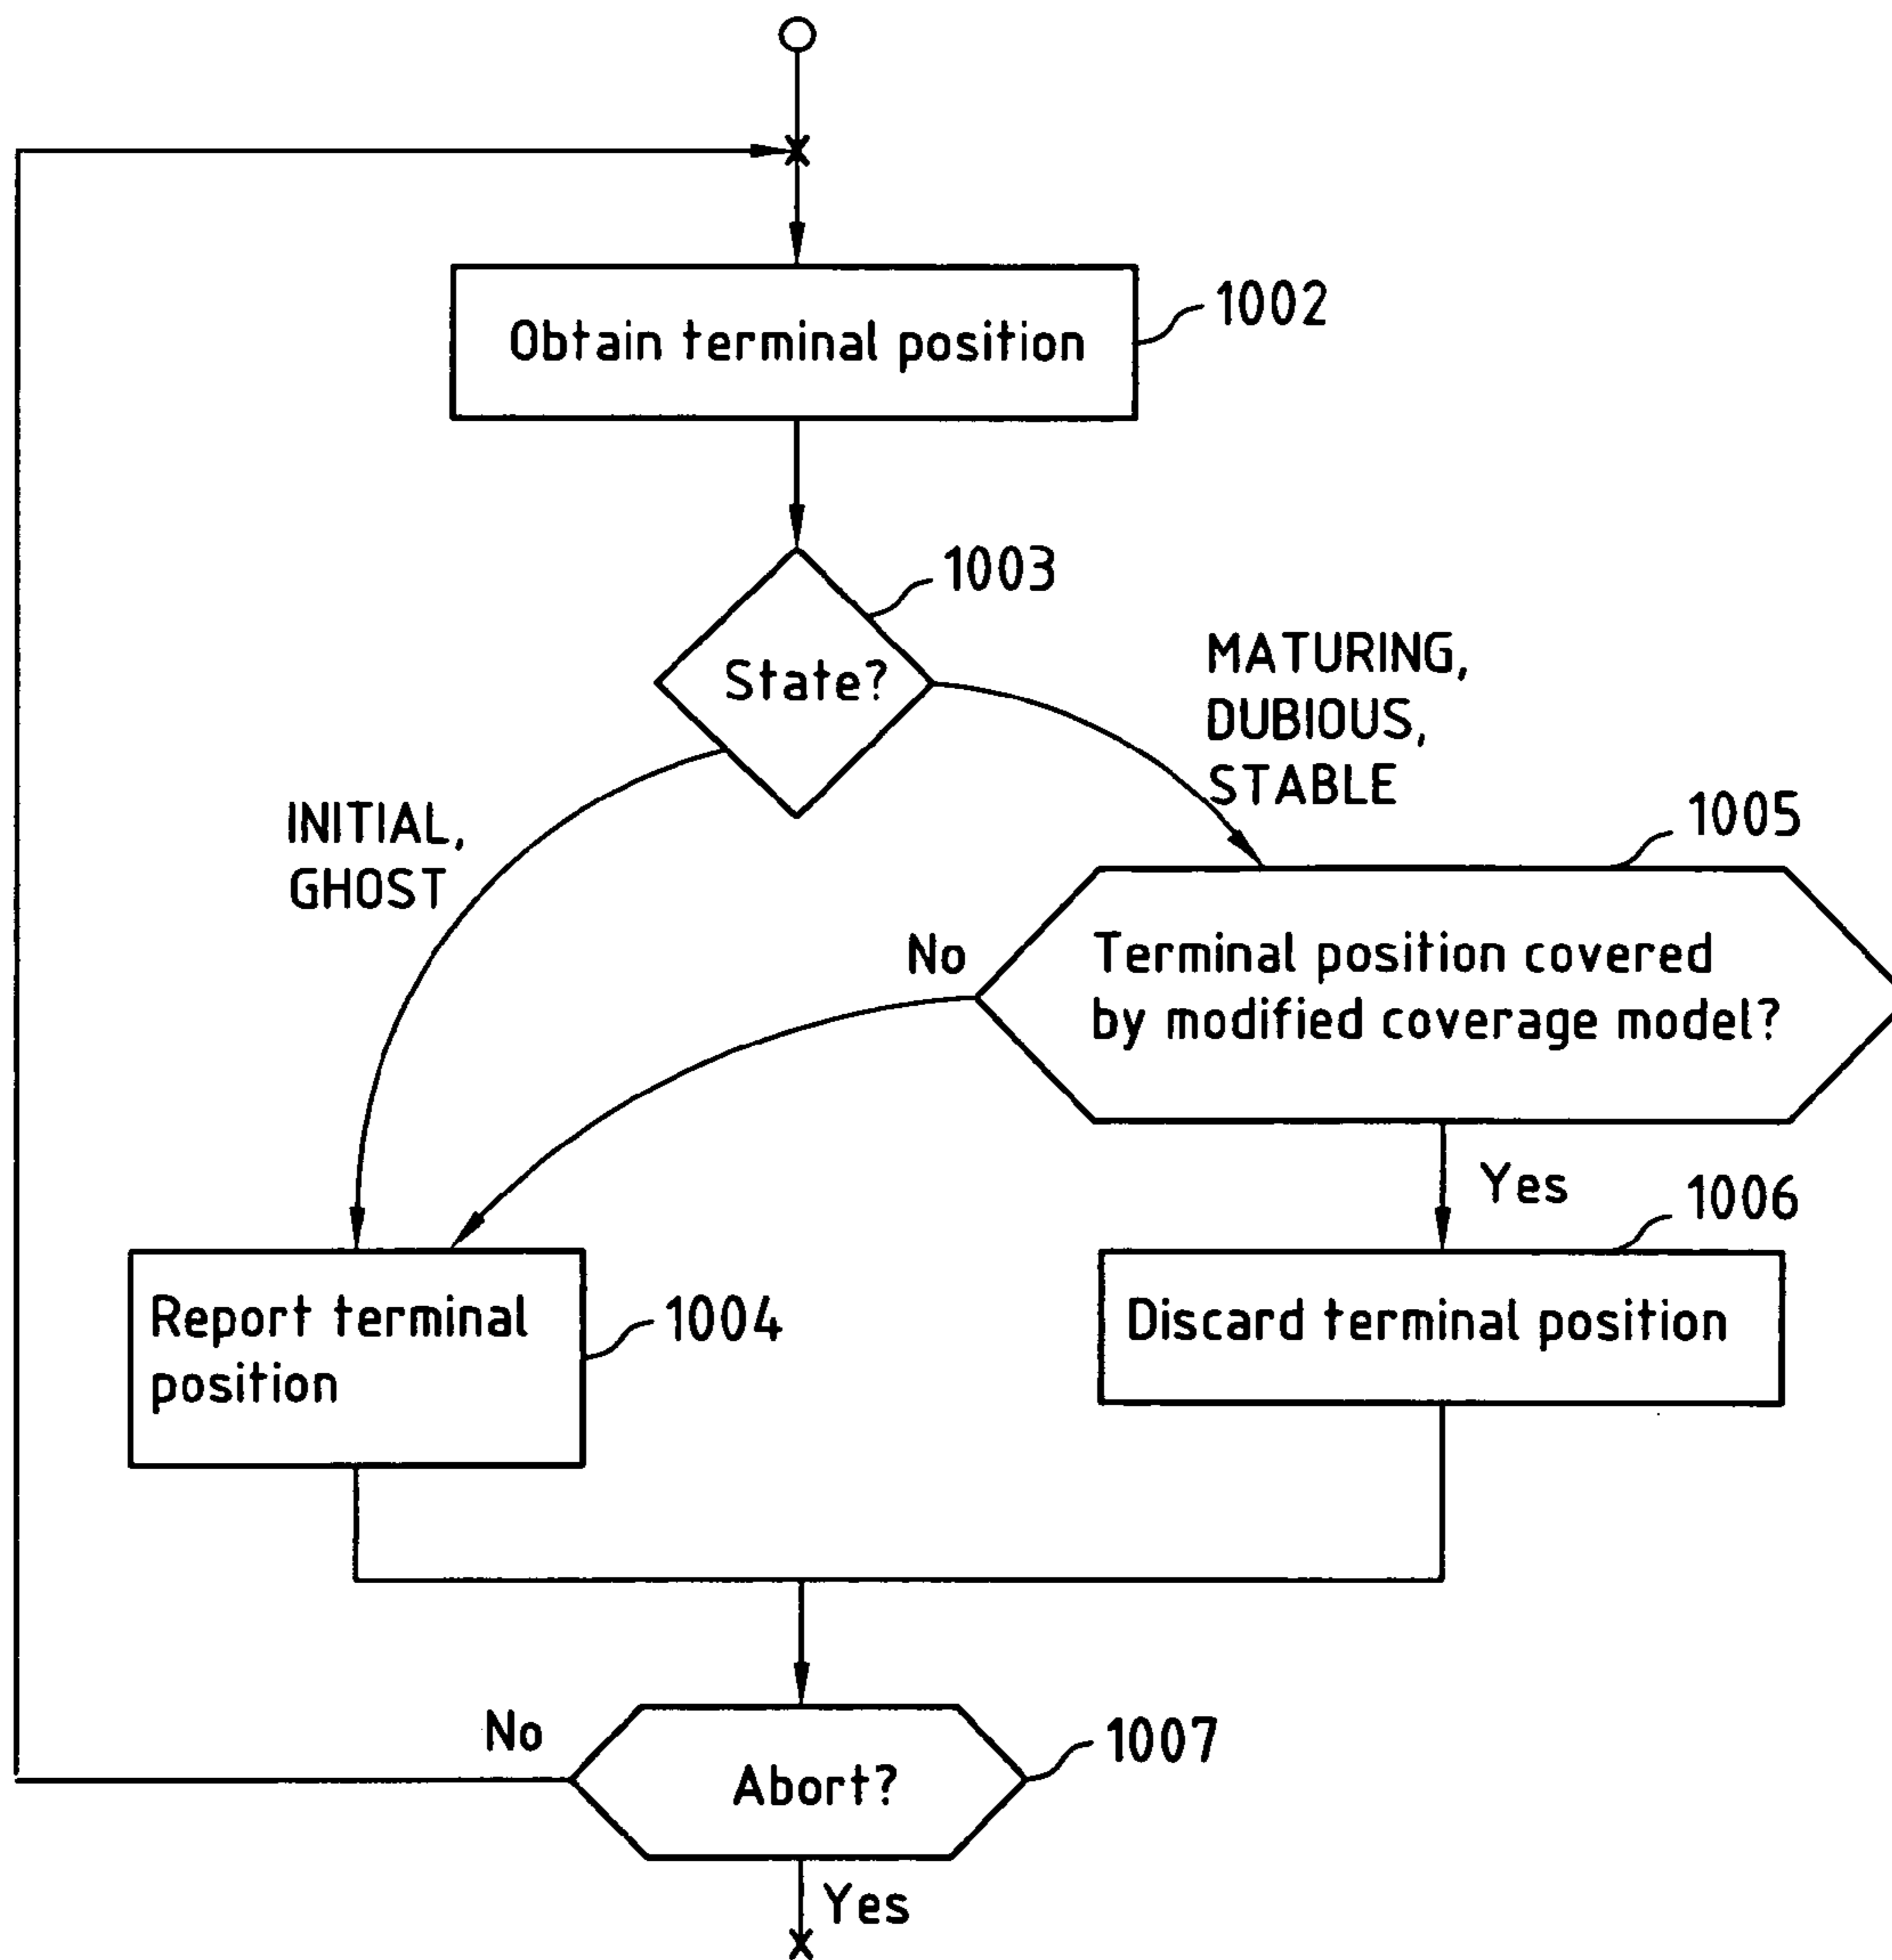 Obtain terminal position
1002
1003
State?
MATURING,
DUBIOUS,
STABLE
INITIAL,
GHOST
1005
No
Terminal position covered
by modified coverage model?
Yes
1006
Report terminal
position
1004
Discard terminal position
No
Abort?
1007
Yes